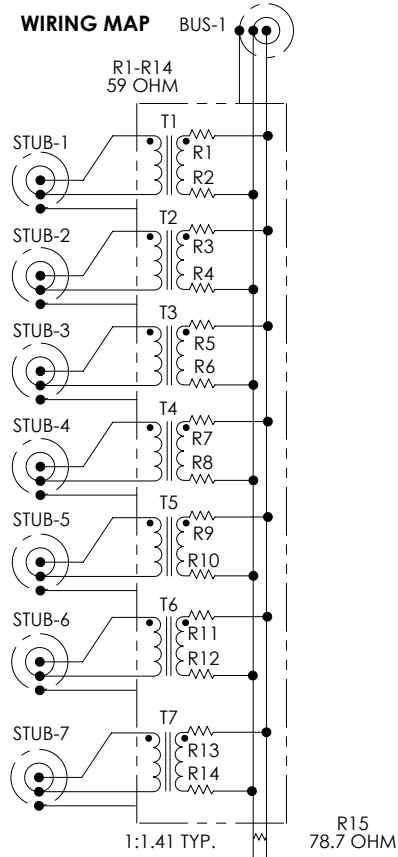 WIRING MAP
BUS-1
R1-R14
59 OHM
STUB-1
T1
R1
R2
STUB-2
T2
R3
R4
STUB-3
T3
R5
R6
STUB-4
T4
R7
R8
STUB-5
T5
R9
R10
STUB-6
T6
R11
R12
STUB-7
T7
R13
R14
1:1.41 TYP.
R15
78.7 OHM